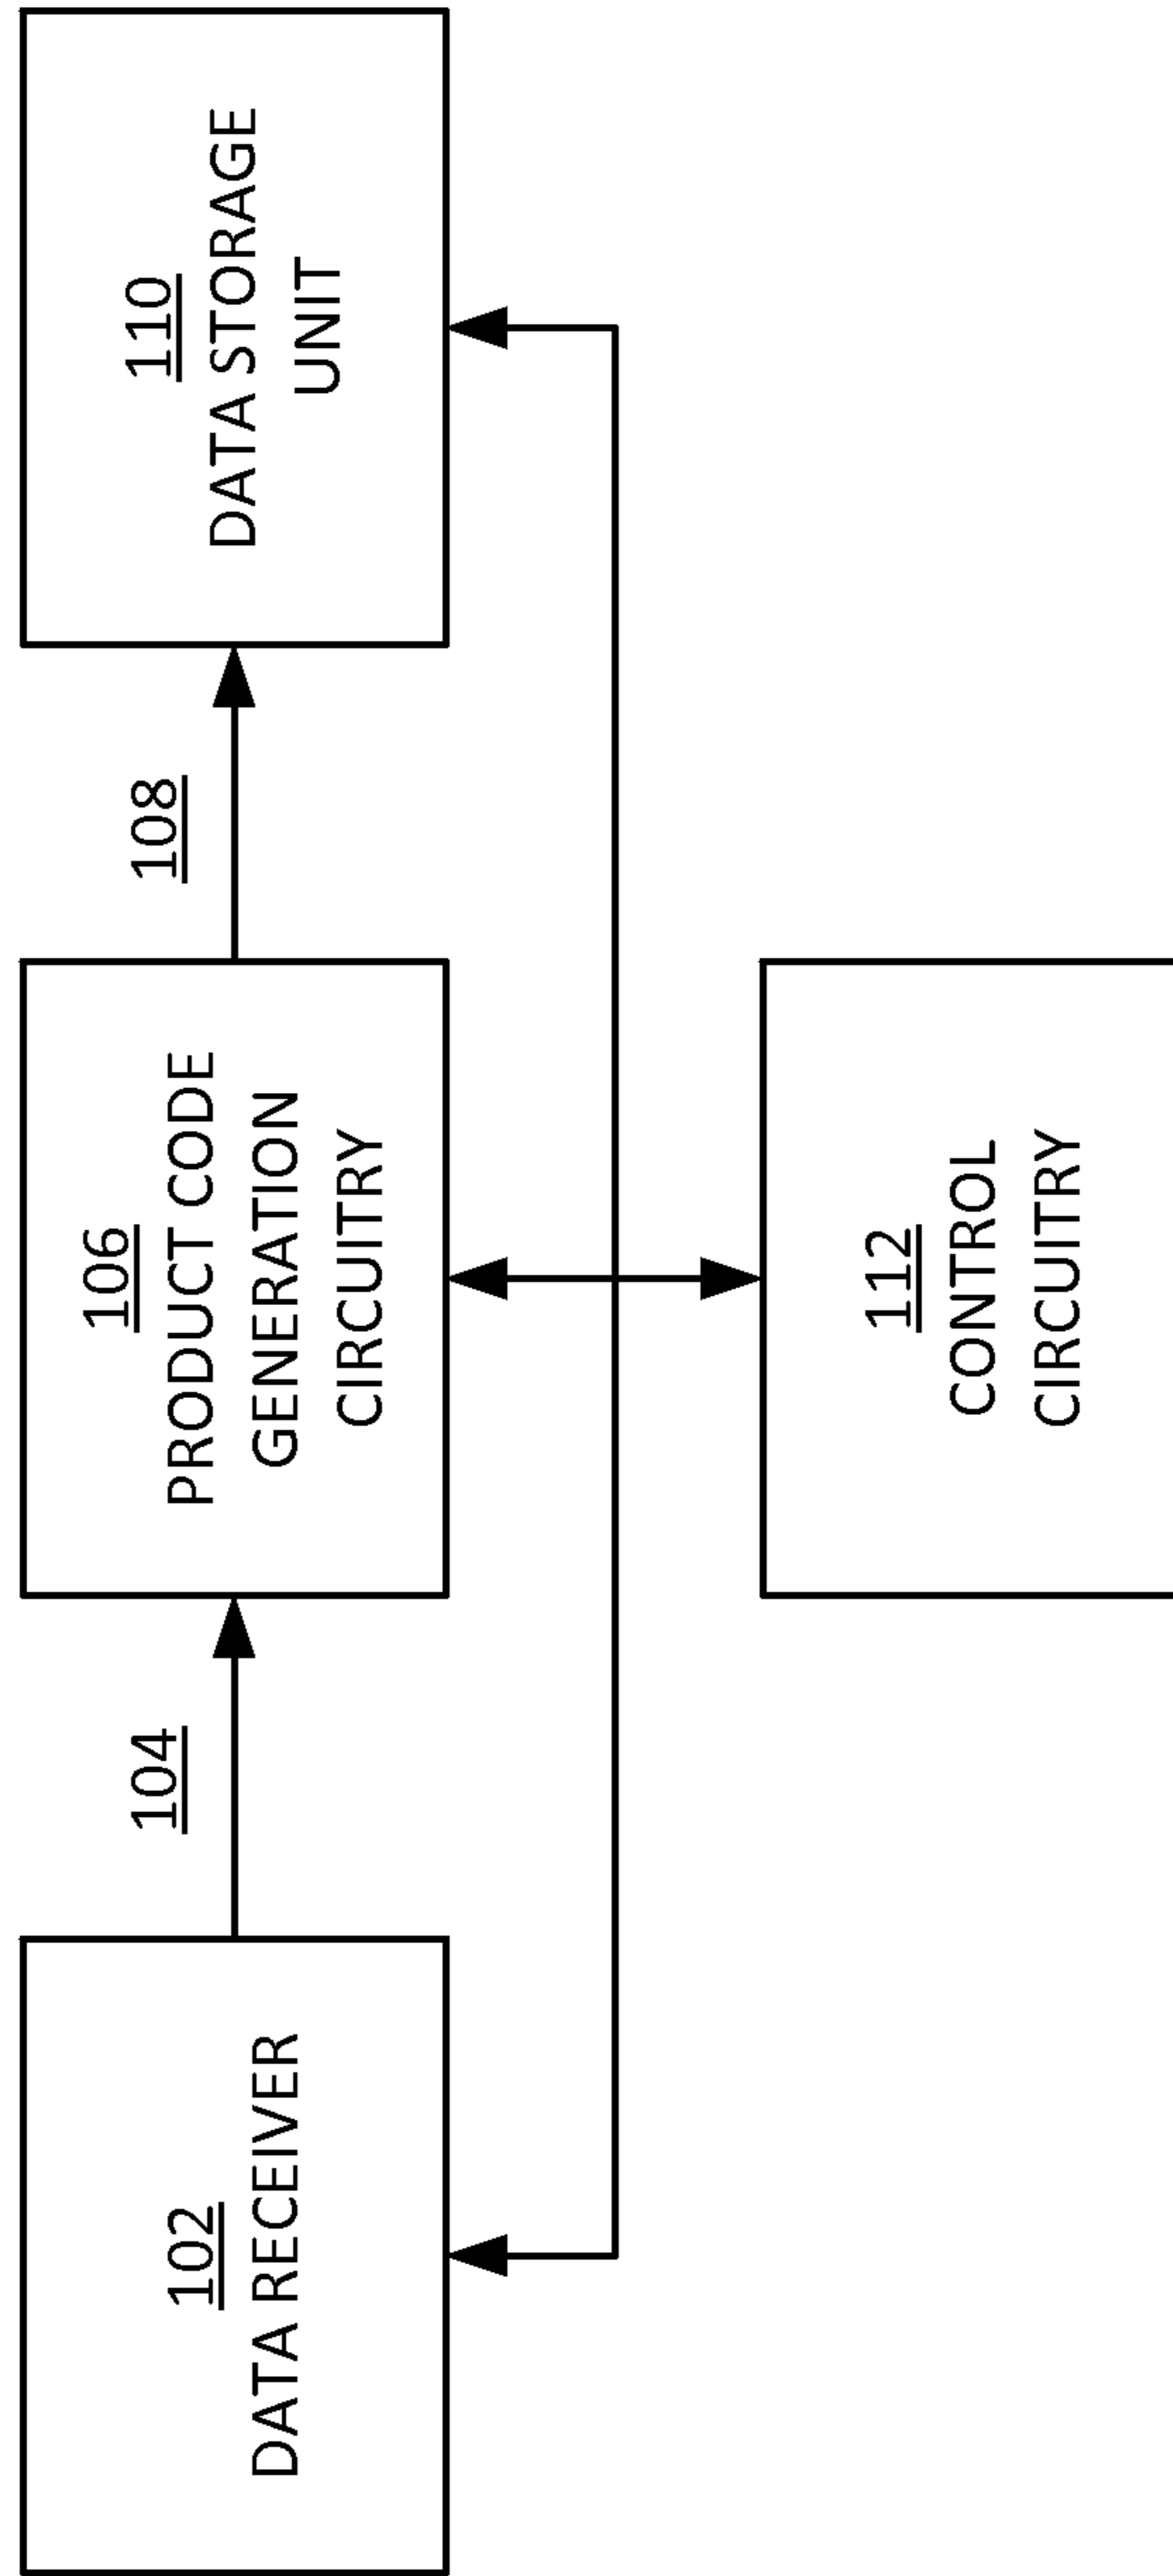 102
DATA RECEIVER
104
106
PRODUCT CODE
GENERATION
CIRCUITRY
108
110
DATA STORAGE
UNIT
112
CONTROL
CIRCUITRY